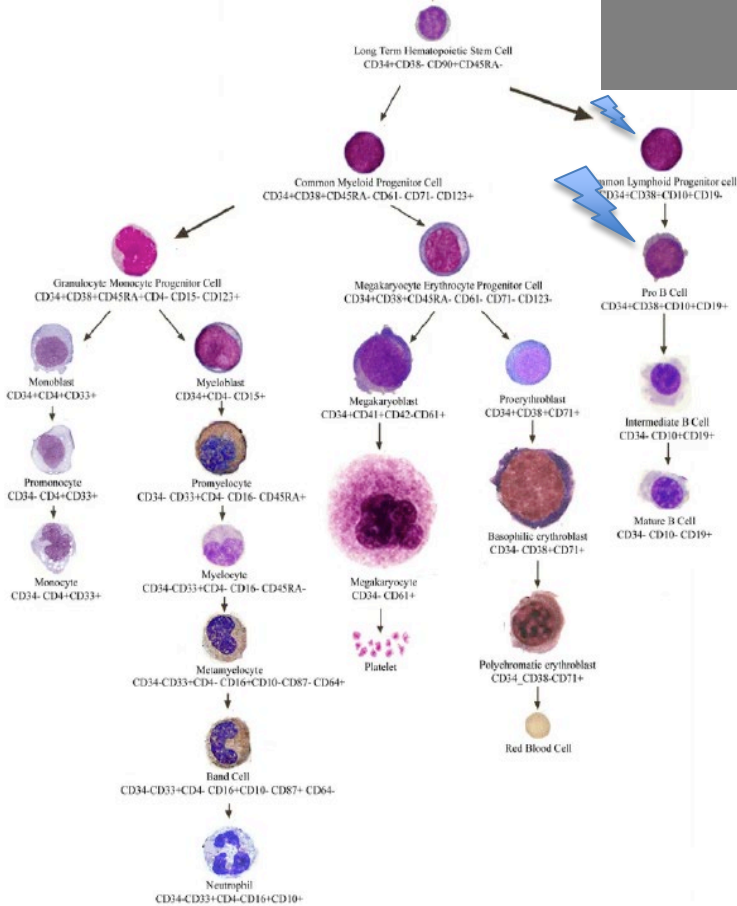 Long Term Hematopoietic Stem Cell
CD34+CD38- CD90+CD45RA-
Common Myeloid Progenitor Cell
CD34+CD38+CD45RA- CD61- CD71- CD123+
Lymphoid Progenitor cell
CD34+CD38+CD10+CD19-
Granulocyte Monocyte Progenitor Cell
CD34+CD38+CD45RA+CD4- CD15- CD123+
Megakaryocyte Erythrocyte Progenitor Cell
CD34+CD38+CD45RA- CD61- CD71- CD123-
Pro B Cell
CD34+CD38+CD10+CD19+
Monoblast
CD34+CD4+CD33+
Myeloblast
CD34+CD4- CD15+
Megakaryoblast
CD34+CD41+CD42-CD61+
Proerythroblast
CD34+CD38+CD71+
Intermediate B Cell
CD34- CD10+CD19+
Promonocyte
CD34- CD4+CD33+
Promyelocyte
CD34- CD33+CD4- CD16- CD45RA+
Basophilic erythroblast
CD34- CD38+CD71+
Mature B Cell
CD34- CD10- CD19+
Monocyte
CD34- CD4+CD33+
Myelocyte
CD34-CD33+CD4- CD16- CD45RA-
Megakaryocyte
CD34- CD61+
Metamyelocyte
CD34-CD33+CD4- CD16+CD10-CD87- CD64+
Platelet
Polychromatic erythroblast
CD34_CD38-CD71+
Red Blood Cell
Band Cell
CD34-CD33+CD4- CD16+CD10- CD87+ CD64-
Neutrophil
CD34-CD33+CD4-CD16+CD10+